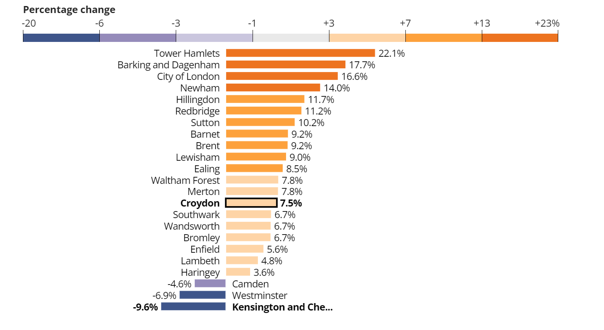 Percentage change
-20 -6 -3 -1 +3 +7 +13 +23%
Tower Hamlets 22.1%
Barking and Dagenham 17.7%
City of London 16.6%
Newham 14.0%
Hillingdon 11.7%
Redbridge 11.2%
Sutton 10.2%
Barnet 9.2%
Brent 9.2%
Lewisham 9.0%
Ealing 8.5%
Waltham Forest 7.8%
Merton 7.8%
Croydon 7.5%
Southwark 6.7%
Wandsworth 6.7%
Bromley 6.7%
Enfield 5.6%
Lambeth 4.8%
Haringey 3.6%
-4.6% Camden
-6.9% Westminster
-9.6% Kensington and Che...